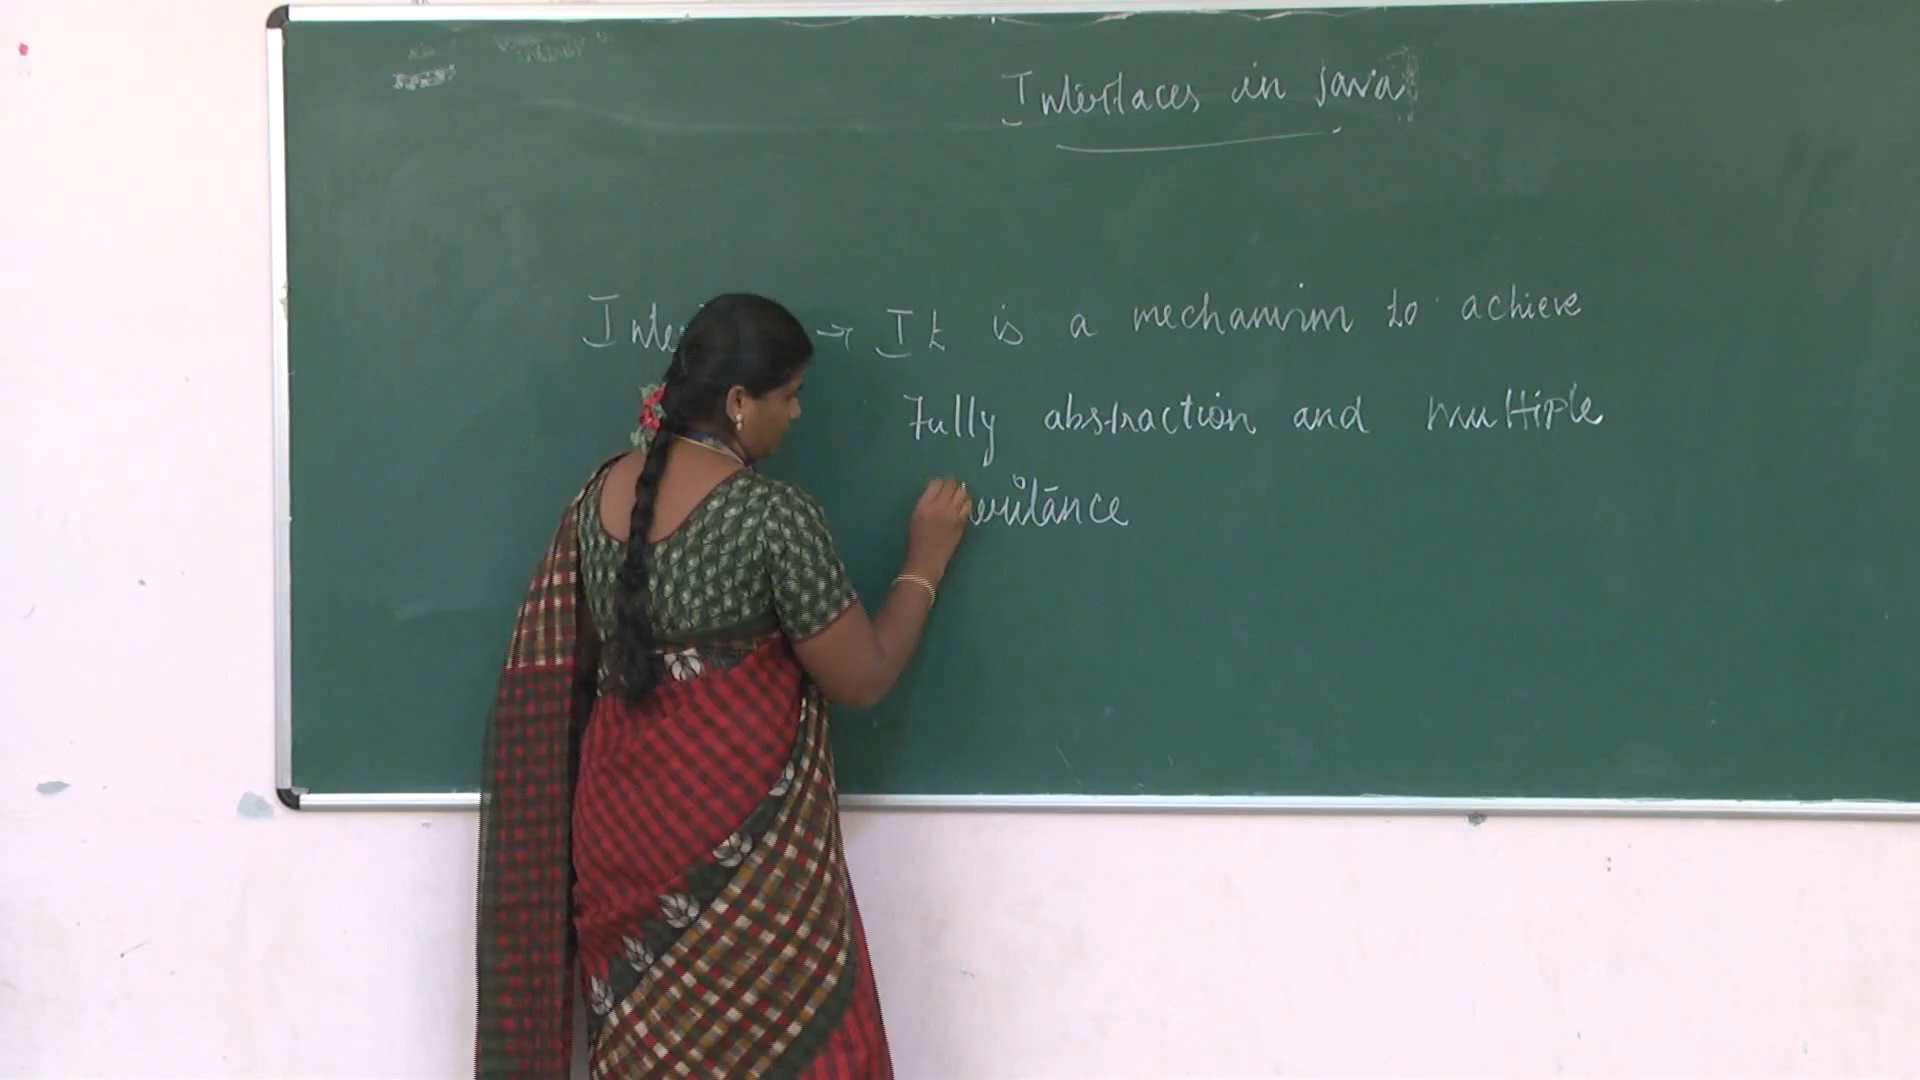 Interfaces in Java
→ It is a mechanism to achieve
Fully abstraction and multiple